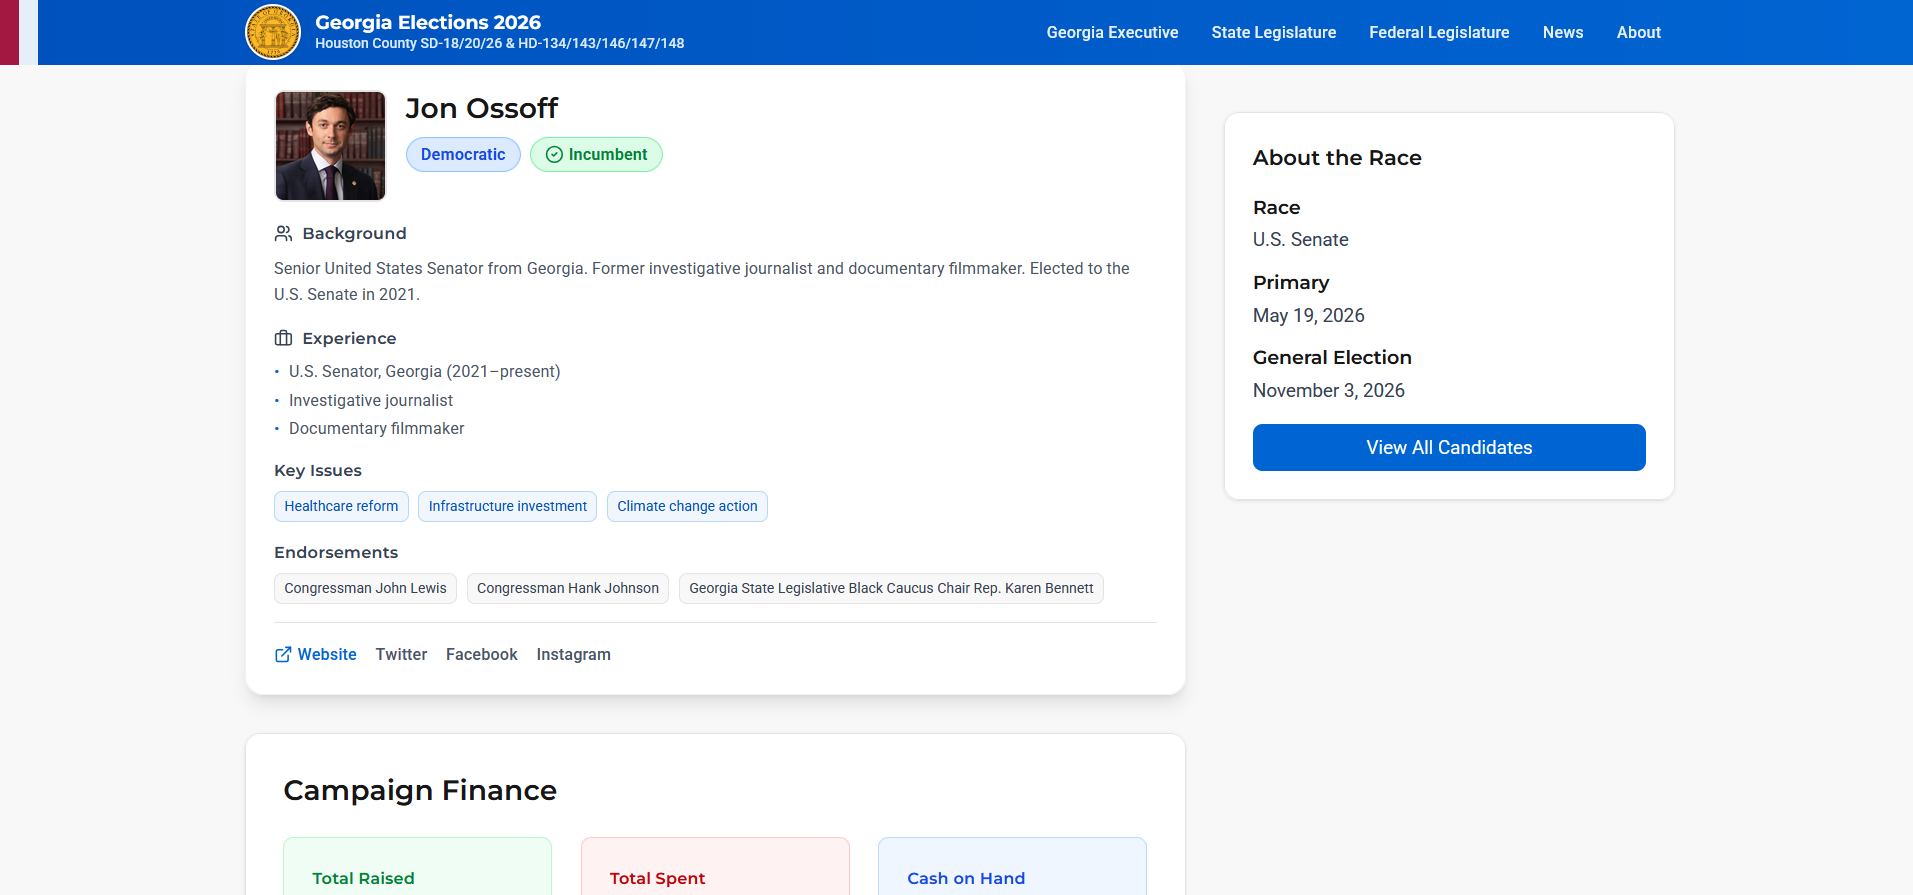 Georgia Elections 2026
Houston County SD-18/20/26 & HD-134/143/146/147/148
Georgia Executive
State Legislature
Federal Legislature
News
About
Jon Ossoff
Democratic
Incumbent
Background
Senior United States Senator from Georgia. Former investigative journalist and documentary filmmaker. Elected to the
U.S. Senate in 2021.
Experience
• U.S. Senator, Georgia (2021–present)
• Investigative journalist
• Documentary filmmaker
Key Issues
Healthcare reform
Infrastructure investment
Climate change action
Endorsements
Congressman John Lewis
Congressman Hank Johnson
Georgia State Legislative Black Caucus Chair Rep. Karen Bennett
Website
Twitter
Facebook
Instagram
About the Race
Race
U.S. Senate
Primary
May 19, 2026
General Election
November 3, 2026
View All Candidates
Campaign Finance
Total Raised
Total Spent
Cash on Hand